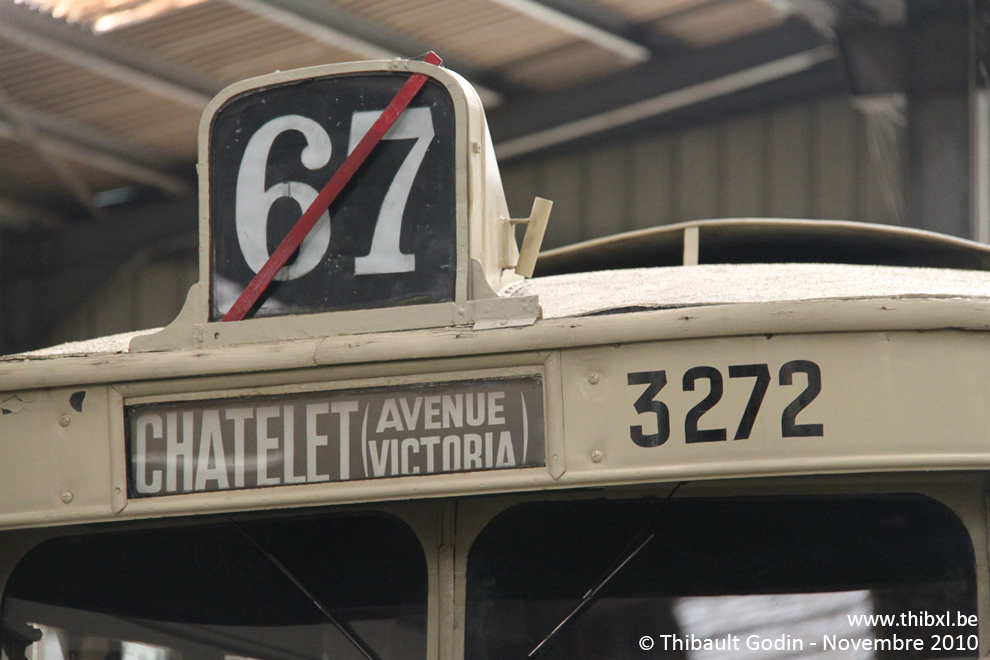 67
CHATELET (AVENUE
VICTORIA)
3272
www.thibxl.be
© Thibault Godin - Novembre 2010